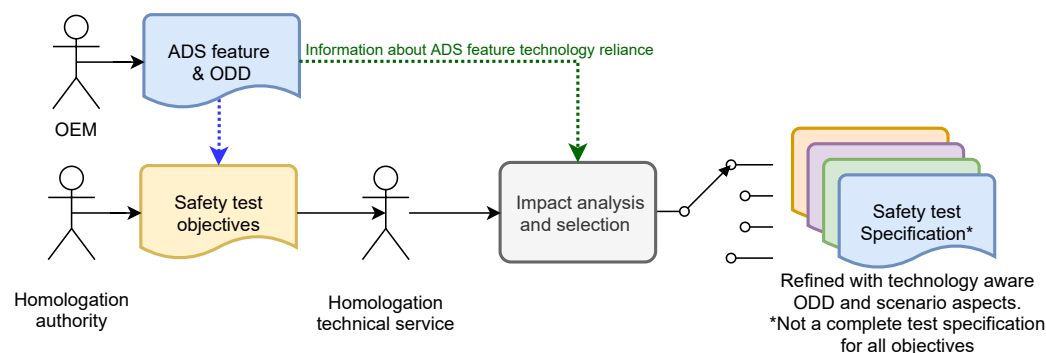 ADS feature
& ODD
Information about ADS feature technology reliance
OEM
Safety test
objectives
Impact analysis
and selection
Safety test
Specification*
Homologation
authority
Homologation
technical service
Refined with technology aware
ODD and scenario aspects.
*Not a complete test specification
for all objectives